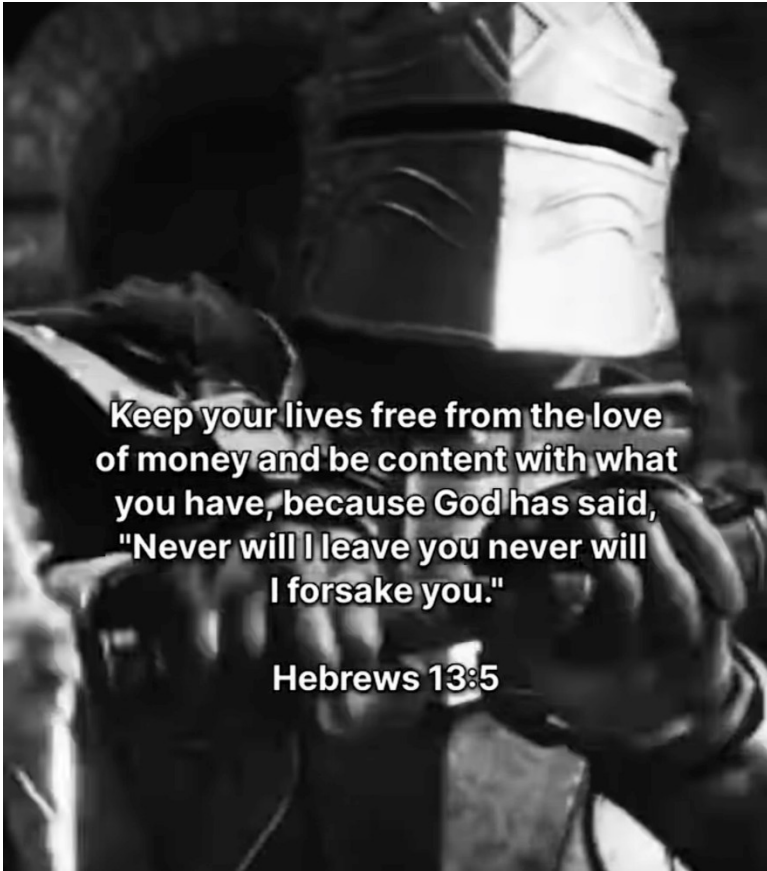 Keep your lives free from the love
of money and be content with what
you have, because God has said,
"Never will I leave you never will
I forsake you."
Hebrews 13:5